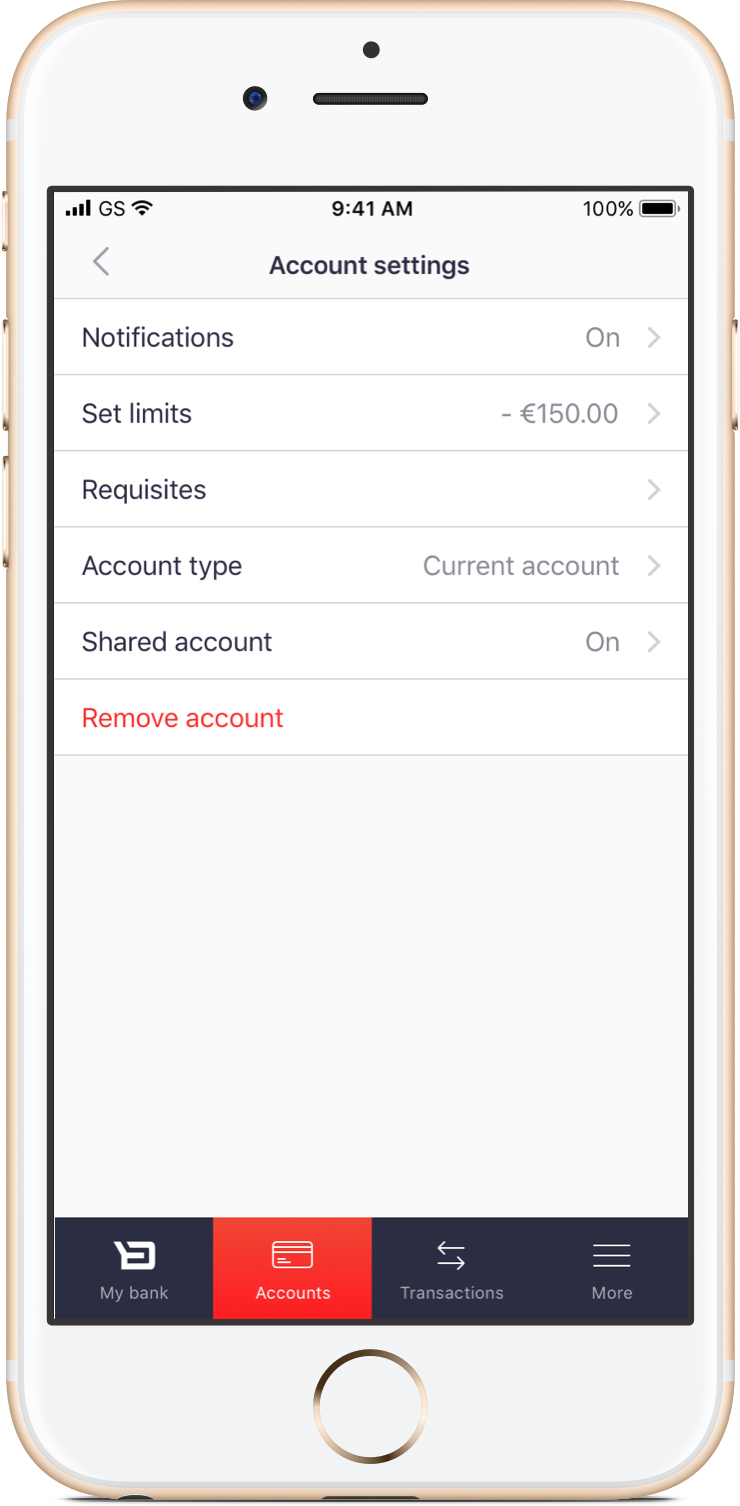 GS 9:41 AM 100%
Account settings
Notifications On
Set limits - €150.00
Requisites
Account type Current account
Shared account On
Remove account
My bank Accounts Transactions More